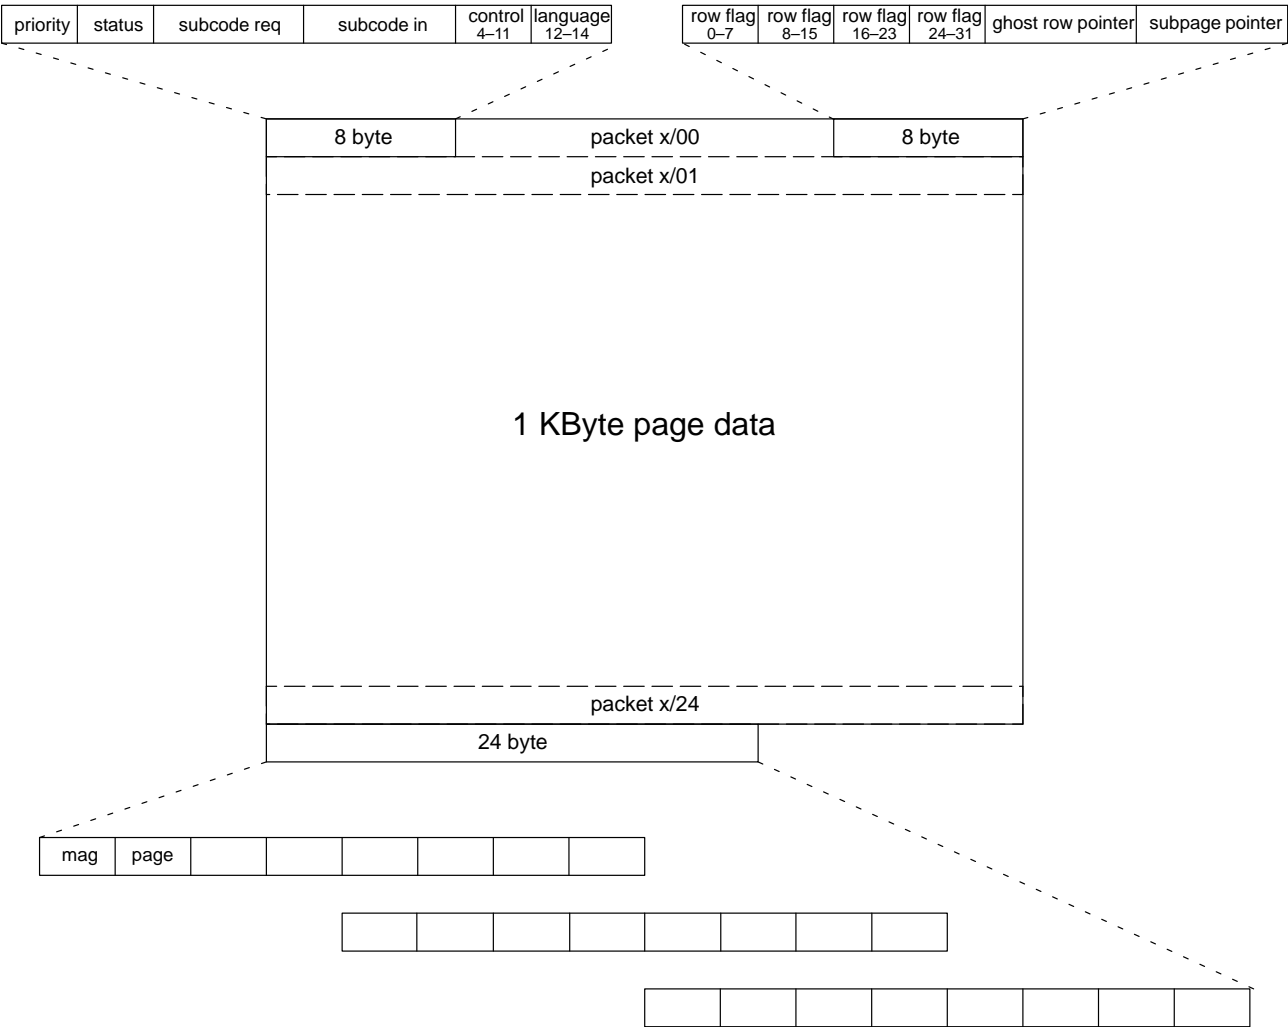 priority status subcode req subcode in control 4–11 language 12–14 row flag 0–7 row flag 8–15 row flag 16–23 row flag 24–31 ghost row pointer subpage pointer
8 byte packet x/00 8 byte
packet x/01
1 KByte page data
packet x/24
24 byte
mag page